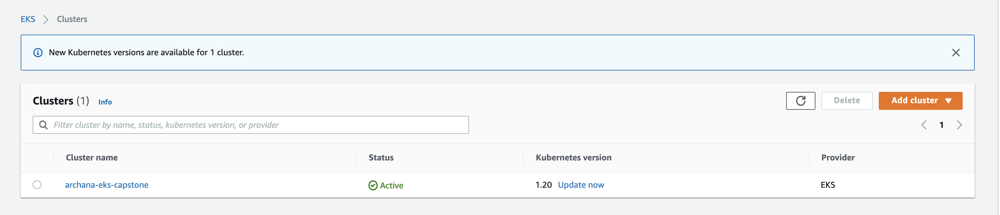 EKS Clusters
New Kubernetes versions are available for 1 cluster.
Clusters (1) Info
Delete
Add cluster
Filter cluster by name, status, kubernetes version, or provider
1
Cluster name Status Kubernetes version Provider
archana-eks-capstone Active 1.20 Update now EKS